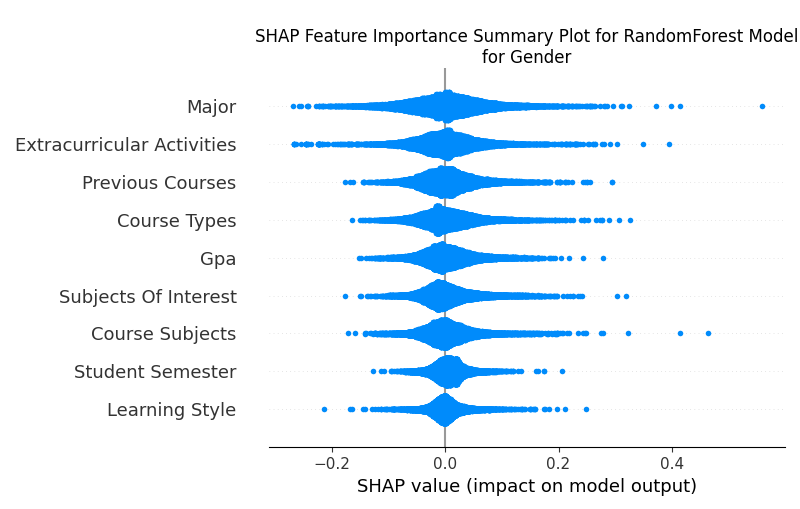 SHAP Feature Importance Summary Plot for RandomForest Model
for Gender
Major
Extracurricular Activities
Previous Courses
Course Types
Gpa
Subjects Of Interest
Course Subjects
Student Semester
Learning Style
−0.2 0.0 0.2 0.4
SHAP value (impact on model output)